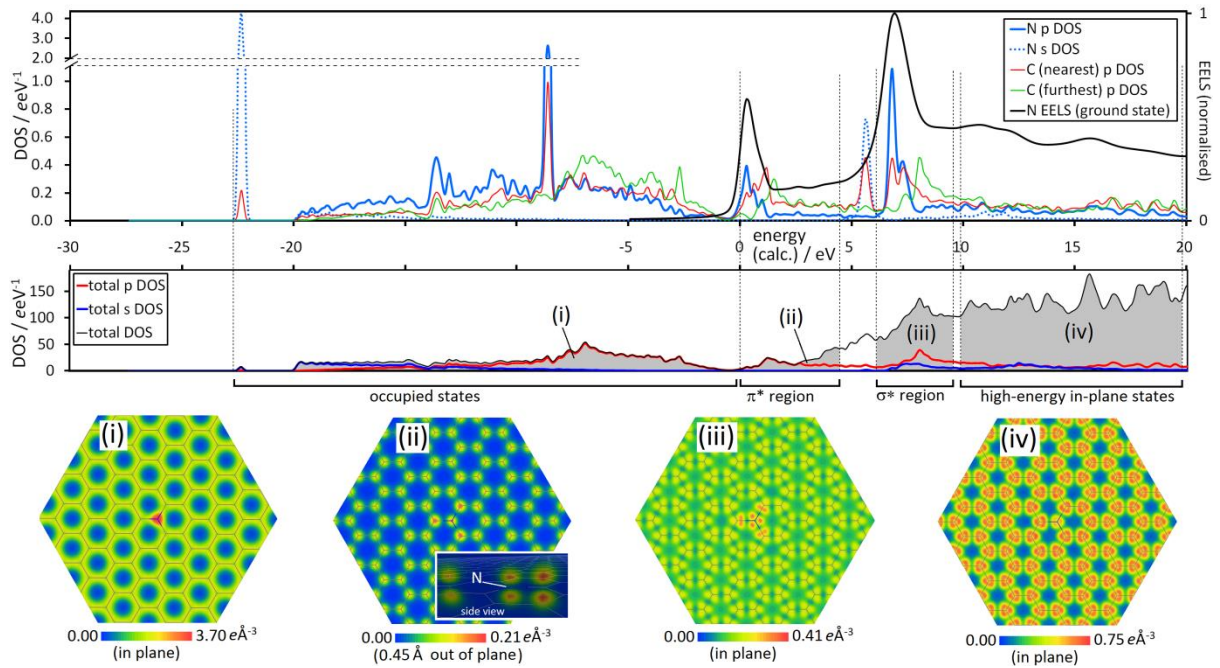 4.0
3.0
2.0
1.0
0.8
0.6
0.4
0.2
0.0
DOS / eeV-1
N p DOS
N s DOS
C (nearest) p DOS
C (furthest) p DOS
N EELS (ground state)
1
0
EELS (normalised)
-30 -25 -20 -15 -10 -5 0 5 10 15 20
energy
(calc.) / eV
DOS / eeV-1
150
100
50
0
total p DOS
total s DOS
total DOS
(i)
(ii)
(iii)
(iv)
occupied states
π* region
σ* region
high-energy in-plane states
(i)
0.00 3.70 eÅ-3
(in plane)
(ii)
N
side view
0.00 0.21 eÅ-3
(0.45 Å out of plane)
(iii)
0.00 0.41 eÅ-3
(in plane)
(iv)
0.00 0.75 eÅ-3
(in plane)